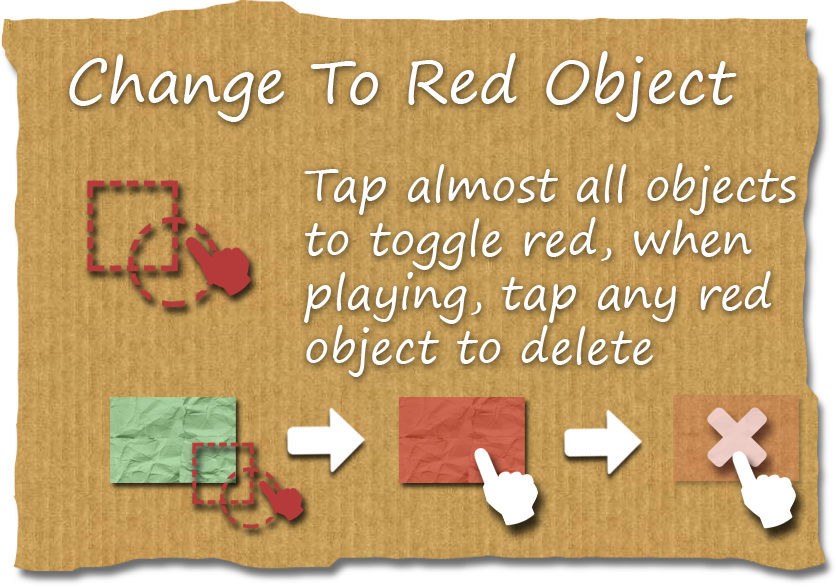 Change To Red Object
Tap almost all objects
to toggle red, when
playing, tap any red
object to delete